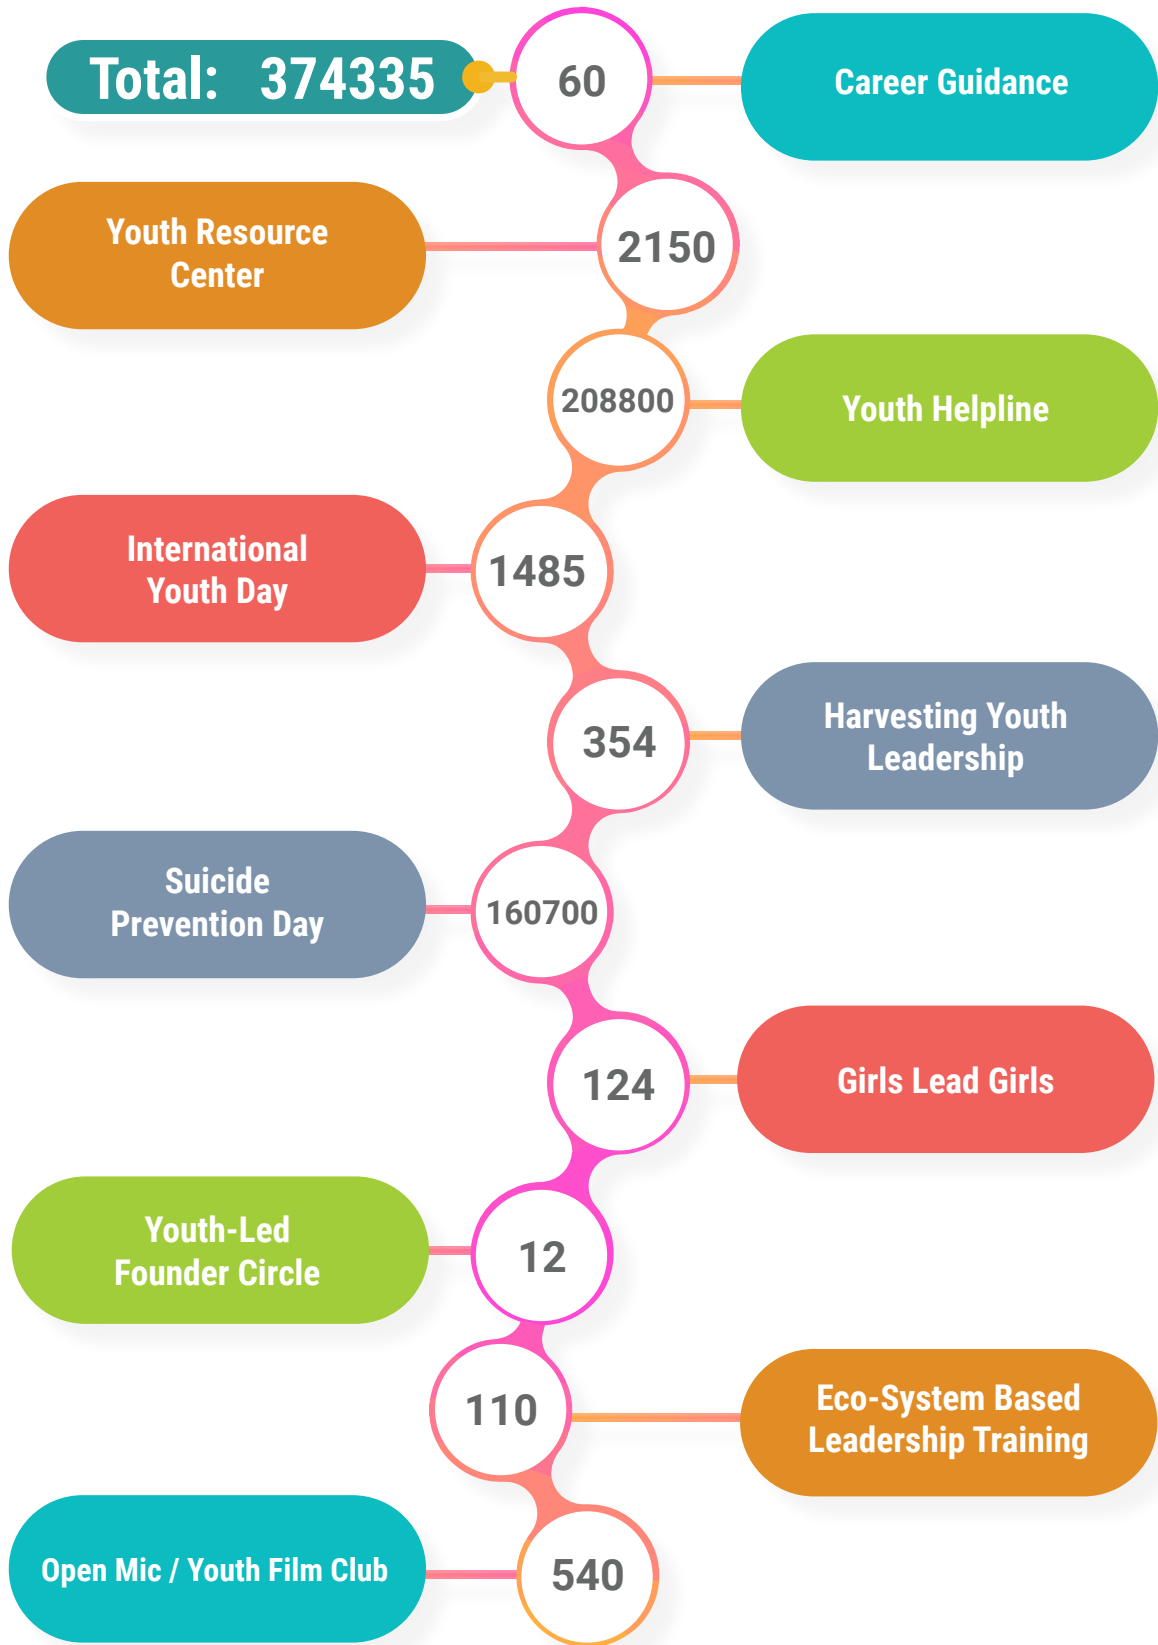 Total: 374335
60
Career Guidance
Youth Resource
Center
2150
208800
Youth Helpline
International
Youth Day
1485
354
Harvesting Youth
Leadership
Suicide
Prevention Day
160700
124
Girls Lead Girls
Youth-Led
Founder Circle
12
110
Eco-System Based
Leadership Training
Open Mic / Youth Film Club
540